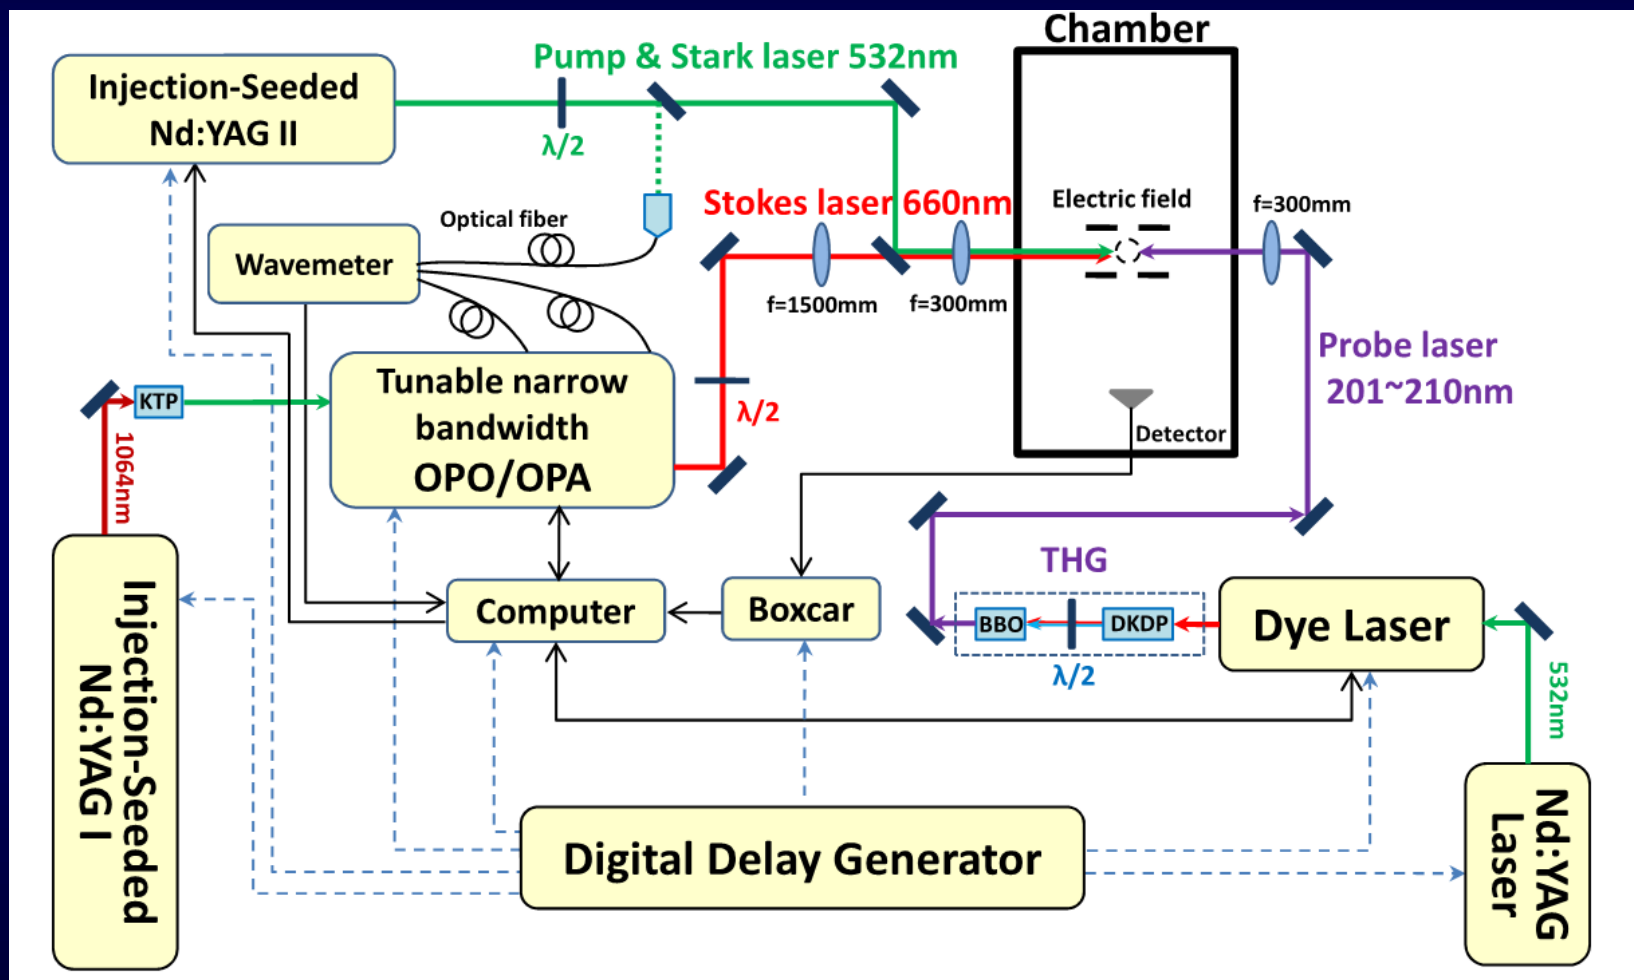 Chamber
Pump & Stark laser 532nm
Injection-Seeded
Nd:YAG II
λ/2
Stokes laser 660nm
Electric field
f=300mm
Optical fiber
Wavemeter
f=1500mm
f=300mm
Probe laser
201~210nm
Tunable narrow
bandwidth
OPO/OPA
KTP
λ/2
Detector
1064nm
THG
Injection-Seeded
Nd:YAG I
Computer
Boxcar
BBO
DKDP
λ/2
Dye Laser
532nm
Digital Delay Generator
Nd:YAG
Laser